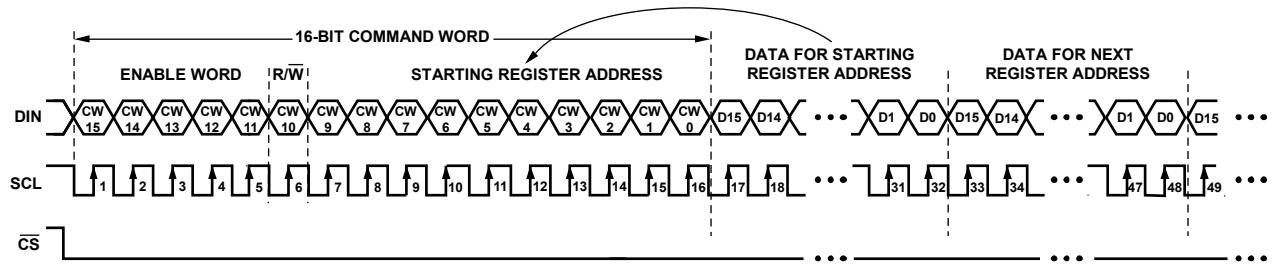 16-BIT COMMAND WORD
ENABLE WORD R/W STARTING REGISTER ADDRESS DATA FOR STARTING REGISTER ADDRESS DATA FOR NEXT REGISTER ADDRESS
DIN CW 15 CW 14 CW 13 CW 12 CW 11 CW 10 CW 9 CW 8 CW 7 CW 6 CW 5 CW 4 CW 3 CW 2 CW 1 CW 0 D15 D14 ••• D1 D0 D15 D14 ••• D1 D0 D15 •••
SCL 1 2 3 4 5 6 7 8 9 10 11 12 13 14 15 16 17 18 ••• 31 32 33 34 ••• 47 48 49 •••
CS ••• ••• •••